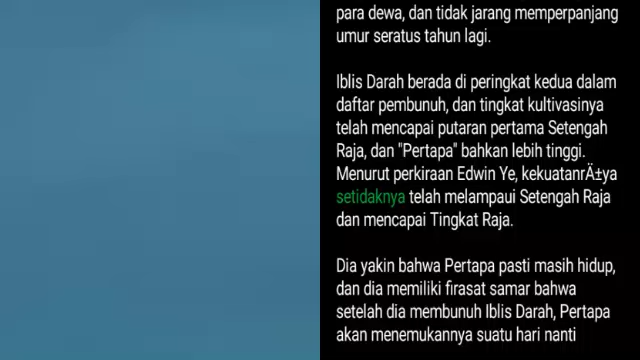 para dewa, dan tidak jarang memperpanjang
umur seratus tahun lagi.
Iblis Darah berada di peringkat kedua dalam
daftar pembunuh, dan tingkat kultivasinya
telah mencapai putaran pertama Setengah
Raja, dan "Pertapa" bahkan lebih tinggi.
Menurut perkiraan Edwin Ye, kekuatanrÄ±ya
setidaknya telah melampaui Setengah Raja
dan mencapai Tingkat Raja.
Dia yakin bahwa Pertapa pasti masih hidup,
dan dia memiliki firasat samar bahwa
setelah dia membunuh Iblis Darah, Pertapa
akan menemukannya suatu hari nanti